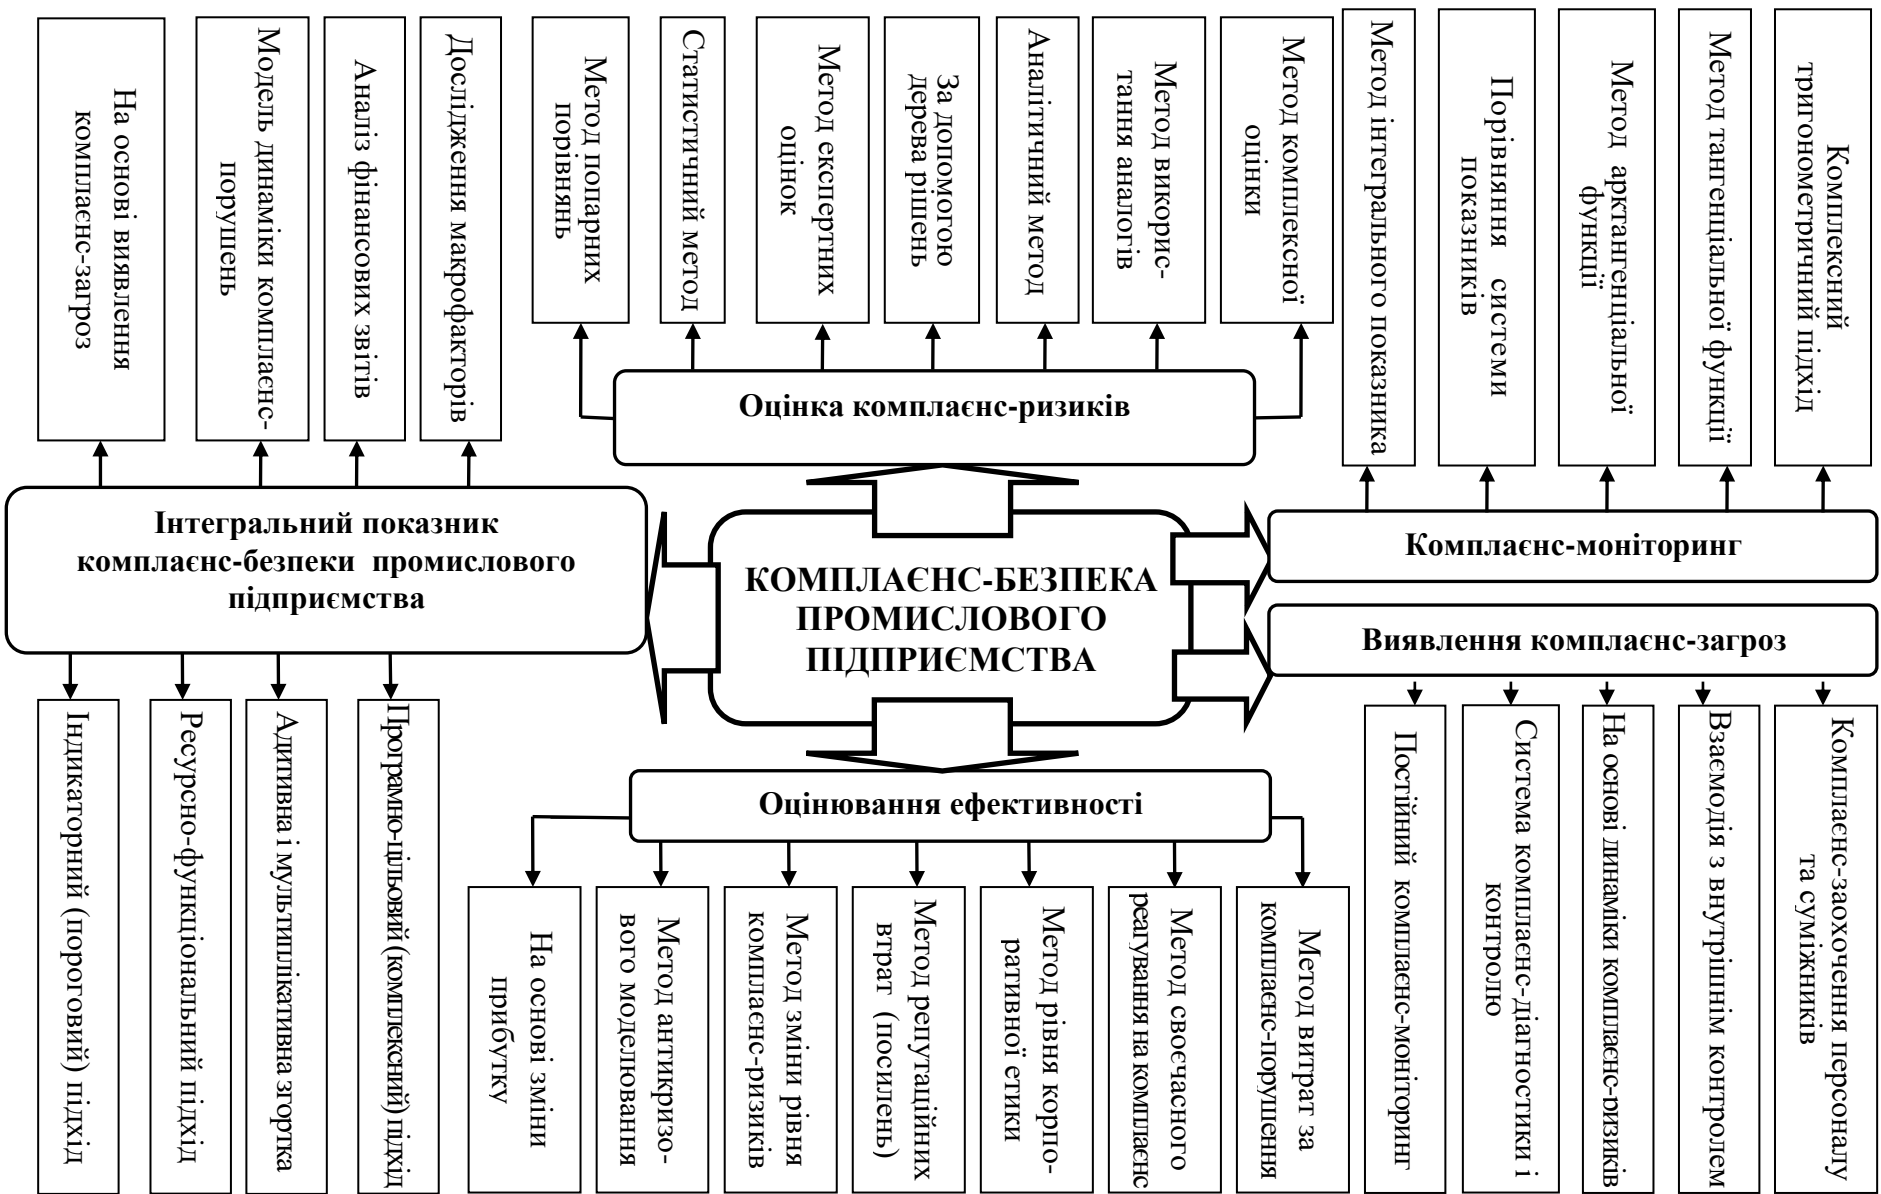 На основі виявлення
комплаєнс-загроз
Модель динаміки комплаєнс-
порушень
Аналіз фінансових звітів
Дослідження макрофакторів
Метод попарних
порівнянь
Статистичний метод
Метод експертних
оцінок
За допомогою
дерева рішень
Аналітичний метод
Метод викорис-
тання аналогів
Метод комплексної
оцінки
Метод інтегрального показника
Порівняння системи
показників
Метод арктангенціальної
функції
Метод тангенціальної функції
Комплексний
тригонометричний підхід
Оцінка комплаєнс-ризиків
Інтегральний показник
комплаєнс-безпеки промислового
підприємства
КОМПЛАЄНС-БЕЗПЕКА
ПРОМИСЛОВОГО
ПІДПРИЄМСТВА
Комплаєнс-моніторинг
Виявлення комплаєнс-загроз
Оцінювання ефективності
Індикаторний (пороговий) підхід
Ресурсно-функціональний підхід
Адитивна і мультиплікативна згортка
Програмно-цільовий (комплексний) підхід
На основі зміни
прибутку
Метод антикризо-
вого моделювання
Метод зміни рівня
комплаєнс-ризиків
Метод репутаційних
втрат (посилень)
Метод рівня корпо-
ративної етики
Метод своєчасного
реагування на комплаєнс
Метод витрат за
комплаєнс-порушення
Постійний комплаєнс-моніторинг
Система комплаєнс-діагностики і
контролю
На основі динаміки комплаєнс-ризиків
Взаємодія з внутрішнім контролем
Комплаєнс-заохочення персоналу
та суміжників